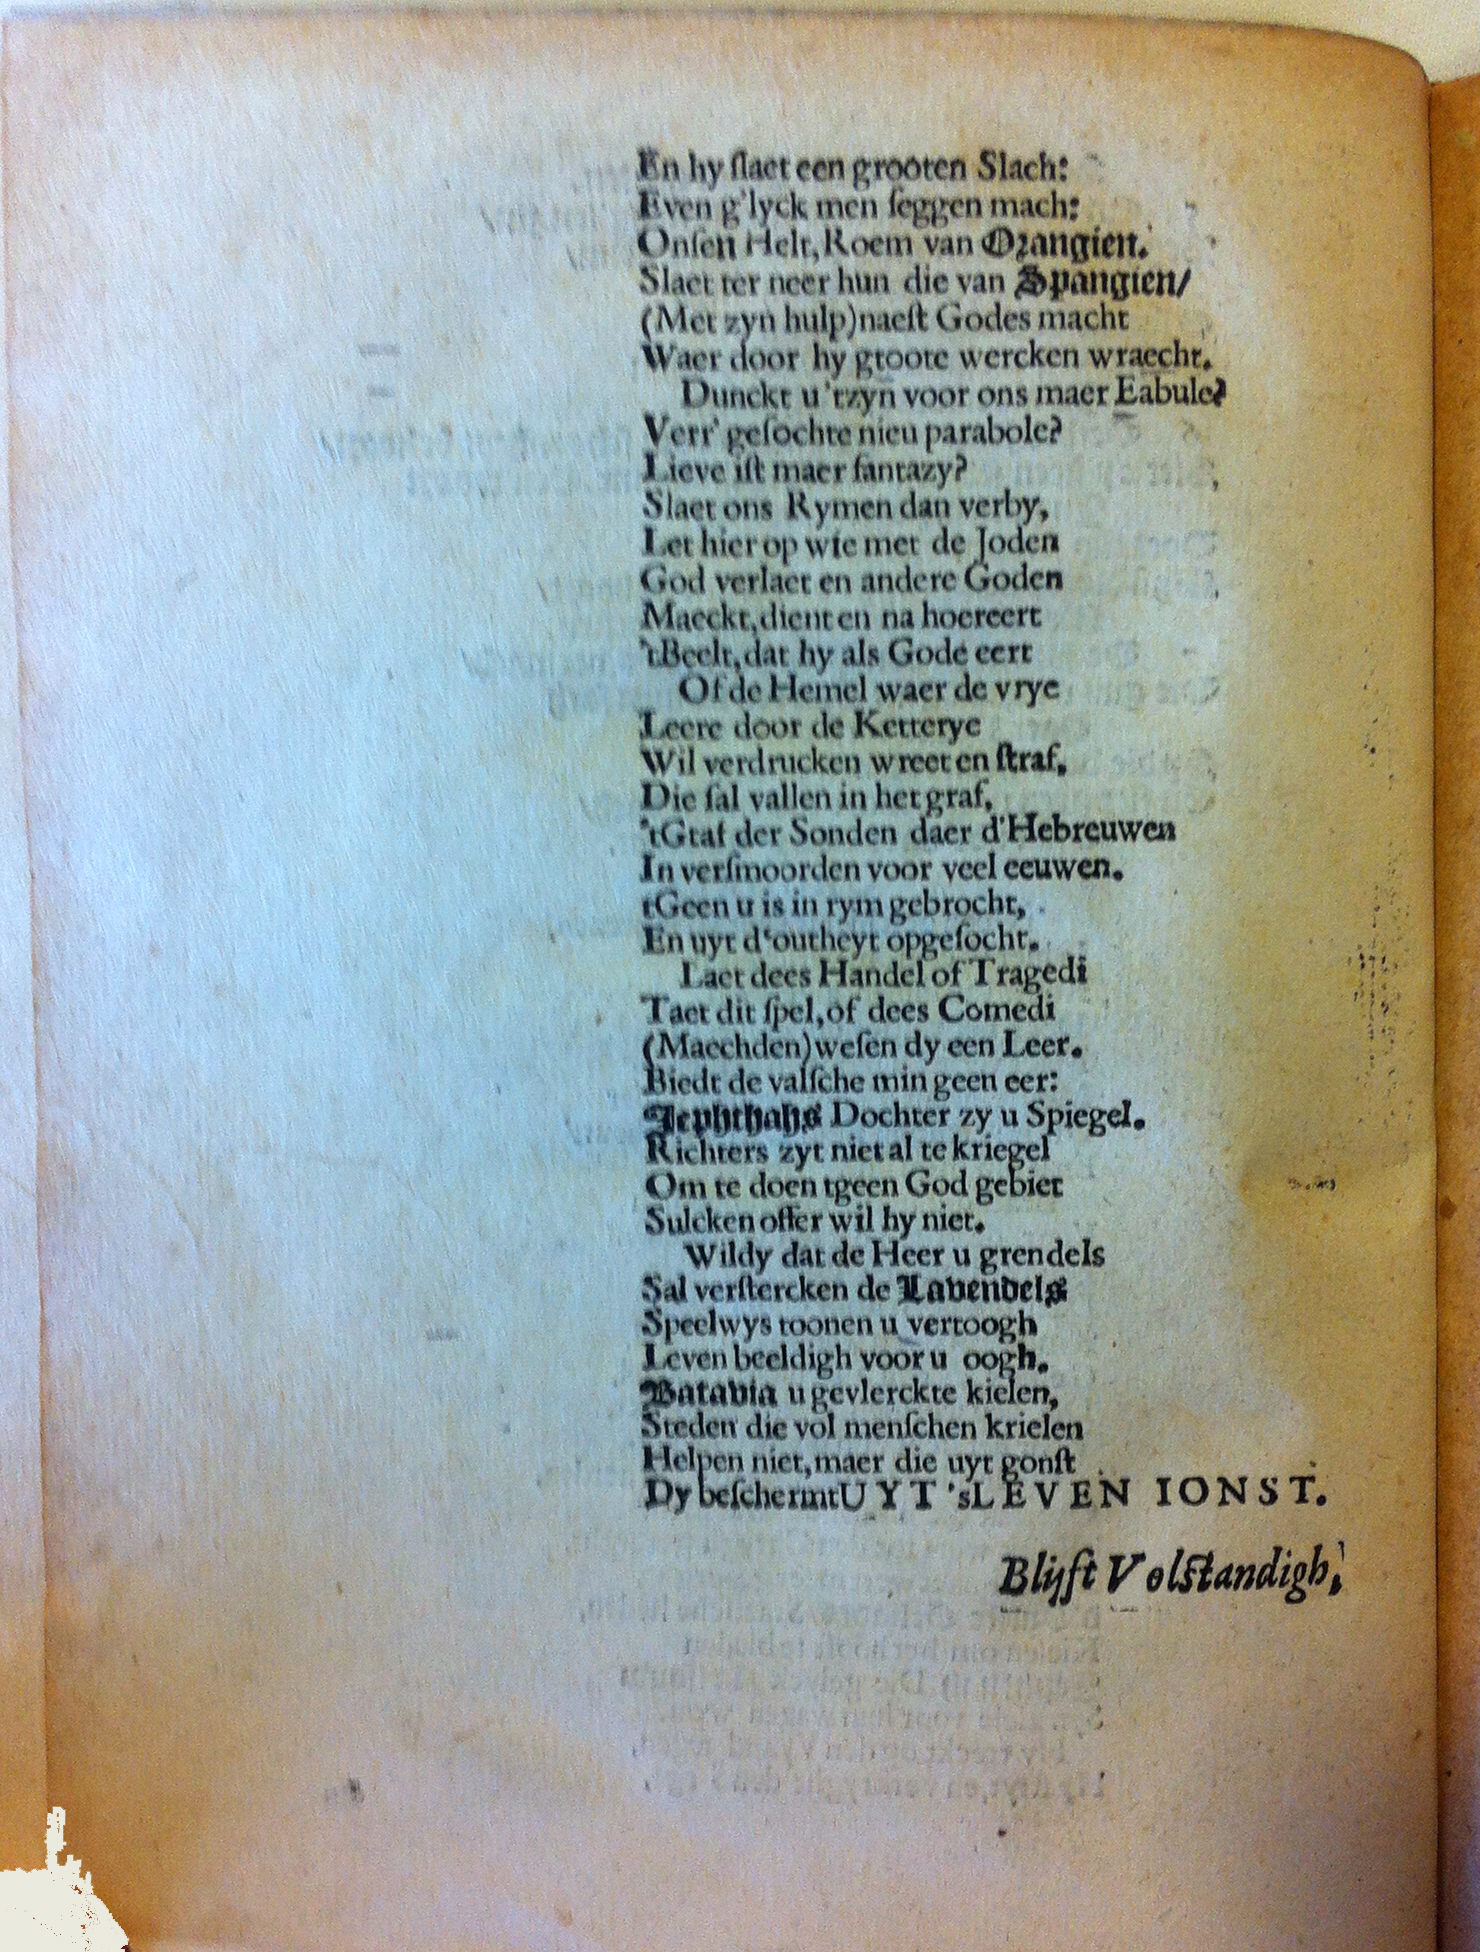 En hy ſlaet een grooten Slach:
Even g'lyck men ſeggen mach:
Onſen Helt, Roem van Orangien.
Slaet ter neer hun die van Spangien/
(Met zyn hulp) naeſt Godes macht
Waer door hy groote wercken wraecht.
Dunckt u 'tzyn voor ons maer Eabule?
Verr' geſochte nieu parabole?
Lieve iſt maer fantazy?
Slaet ons Rymen dan verby,
Let hier op wie met de Joden
God verlaet en andere Goden
Maeckt, dient en na hoereert
'tBeelt, dat hy als Gode eert
Of de Hemel waer de vrye
Leere door de Ketterye
Wil verdrucken wreet en ſtraf,
Die ſal vallen in het graf,
'tGraf der Sonden daer d'Hebreuwen
In verſmoorden voor veel eeuwen.
tGeen u is in rym gebrocht,
En uyt d'outheyt opgeſocht.
Laet dees Handel of Tragedi
Taet dit ſpel, of dees Comedi
(Maechden) weſen dy een Leer.
Biedt de valſche min geen eer:
Jephthahs Dochter zy u Spiegel.
Richters zyt niet al te kriegel
Om te doen tgeen God gebiet
Sulcken offer wil hy niet.
Wildy dat de Heer u grendels
Sal verſtercken de Lavendels
Speelwys toonen u vertoogh
Leven beeldigh voor u oogh.
Batavia u gevlerckte kielen,
Steden die vol menſchen krielen
Helpen niet, maer die uyt gonſt
Dy beſchermt UYT 'sLEVEN IONST.
Blijft Volſtandigh,